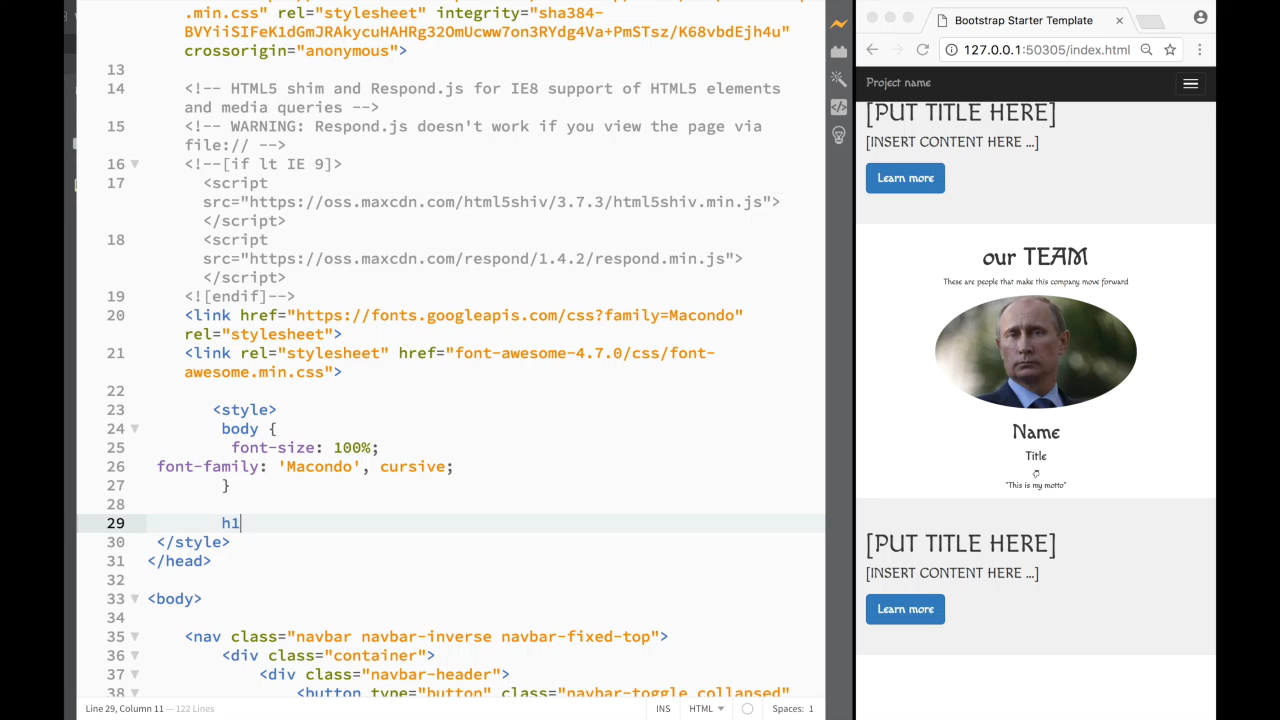 .min.css" rel="stylesheet" integrity="sha384-
BVYiiSIFeK1dGmJRAkycuHAHRg32OmUcww7on3RYdg4Va+PmSTsz/K68vbdEjh4u"
crossorigin="anonymous">
13
14 <!-- HTML5 shim and Respond.js for IE8 support of HTML5 elements
and media queries -->
15 <!-- WARNING: Respond.js doesn't work if you view the page via
file:// -->
16 <!--[if lt IE 9]>
17 <script
src="https://oss.maxcdn.com/html5shiv/3.7.3/html5shiv.min.js">
</script>
18 <script
src="https://oss.maxcdn.com/respond/1.4.2/respond.min.js">
</script>
19 <![endif]-->
20 <link href="https://fonts.googleapis.com/css?family=Macondo"
rel="stylesheet">
21 <link rel="stylesheet" href="font-awesome-4.7.0/css/font-
awesome.min.css">
22
23 <style>
24 body {
25 font-size: 100%;
26 font-family: 'Macondo', cursive;
27 }
28
29 h1
30 </style>
31 </head>
32
33 <body>
34
35 <nav class="navbar navbar-inverse navbar-fixed-top">
36 <div class="container">
37 <div class="navbar-header">
38 <button type="button" class="navbar-toggle collapsed"
Line 29, Column 11 — 122 Lines
INS
HTML
Spaces: 1
Bootstrap Starter Template
127.0.0.1:50305/index.html
Project name
[PUT TITLE HERE]
[INSERT CONTENT HERE ...]
Learn more
our TEAM
These are people that make this company move forward
Name
Title
"This is my motto"
[PUT TITLE HERE]
[INSERT CONTENT HERE ...]
Learn more